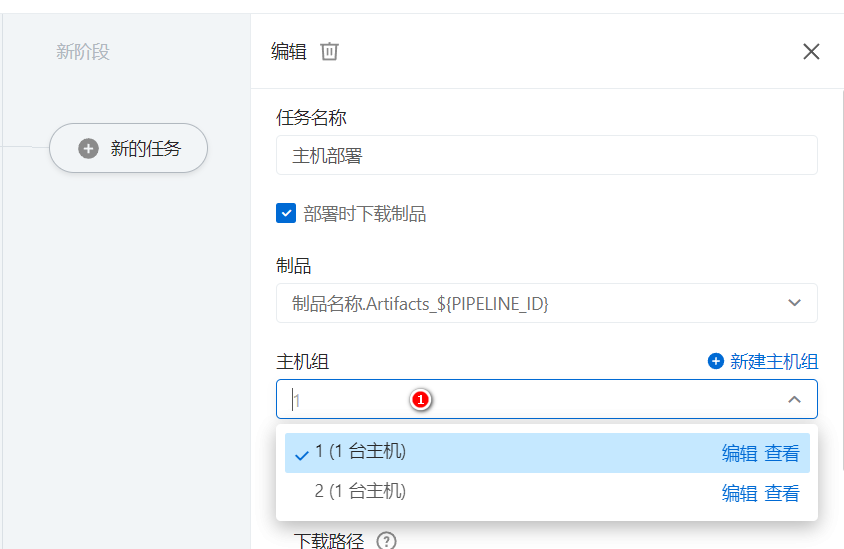 新阶段
新的任务
编辑
任务名称
主机部署
部署时下载制品
制品
制品名称.Artifacts_${PIPELINE_ID}
主机组
新建主机组
1
1
1 (1 台主机) 编辑 查看
2 (1 台主机) 编辑 查看
下载路径 ?